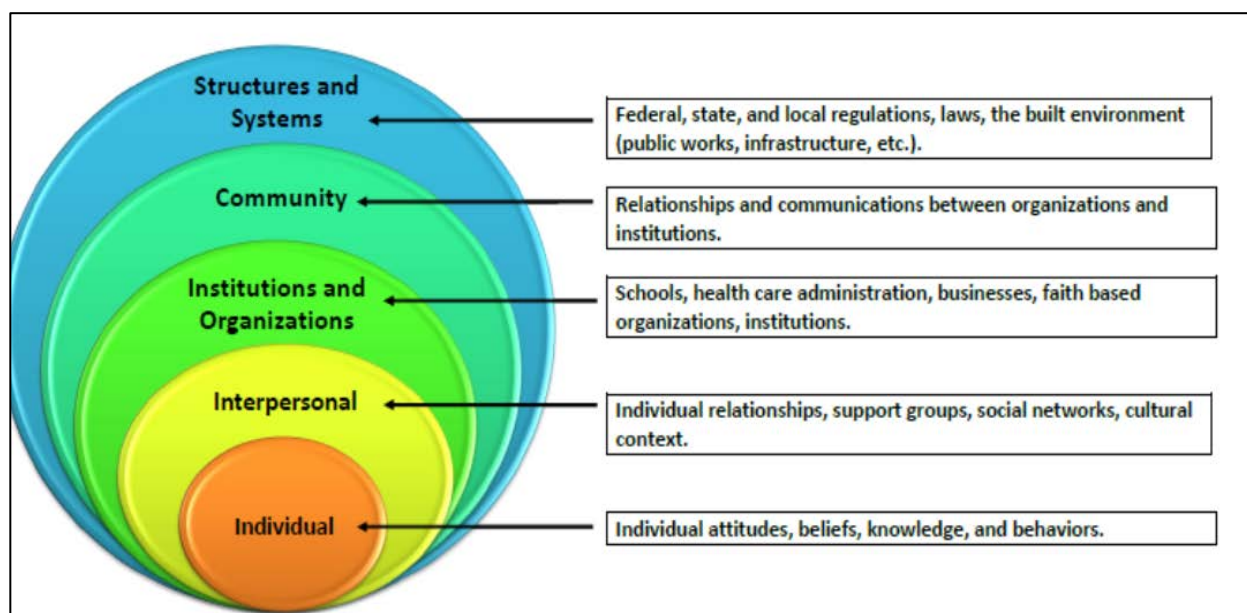 Structures and
Systems
Federal, state, and local regulations, laws, the built environment
(public works, infrastructure, etc.).
Community
Relationships and communications between organizations and
institutions.
Institutions and
Organizations
Schools, health care administration, businesses, faith based
organizations, institutions.
Interpersonal
Individual relationships, support groups, social networks, cultural
context.
Individual
Individual attitudes, beliefs, knowledge, and behaviors.